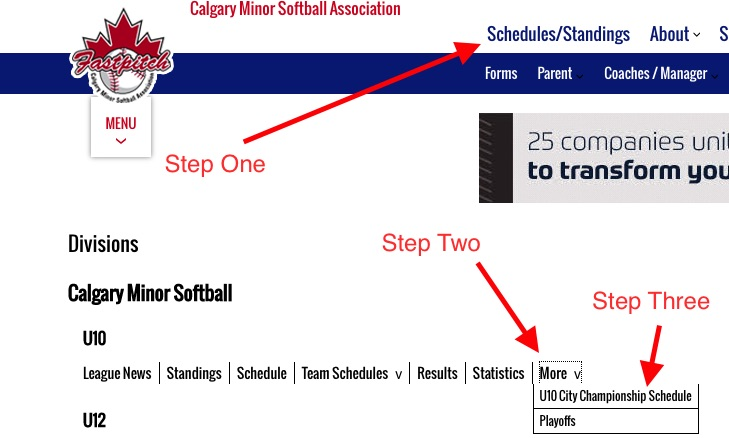 Calgary Minor Softball Association
Schedules/Standings About S
Fastpitch
Calgary Minor Softball Association
Forms Parent Coaches / Manager
MENU
Step One
25 companies unit
to transform you
Step Two
Divisions
Step Three
Calgary Minor Softball
U10
League News | Standings | Schedule | Team Schedules v | Results | Statistics | More v
U10 City Championship Schedule
Playoffs
U12